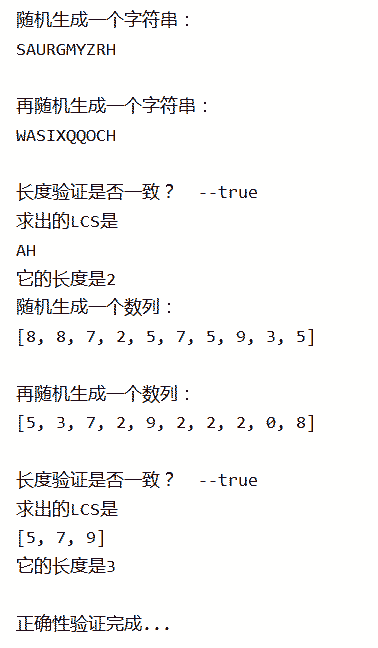 随机生成一个字符串：
SAURGMYZRH
再随机生成一个字符串：
WASIXQQOCH
长度验证是否一致？  --true
求出的LCS是
AH
它的长度是2
随机生成一个数列：
[8, 8, 7, 2, 5, 7, 5, 9, 3, 5]
再随机生成一个数列：
[5, 3, 7, 2, 9, 2, 2, 2, 0, 8]
长度验证是否一致？  --true
求出的LCS是
[5, 7, 9]
它的长度是3
正确性验证完成...